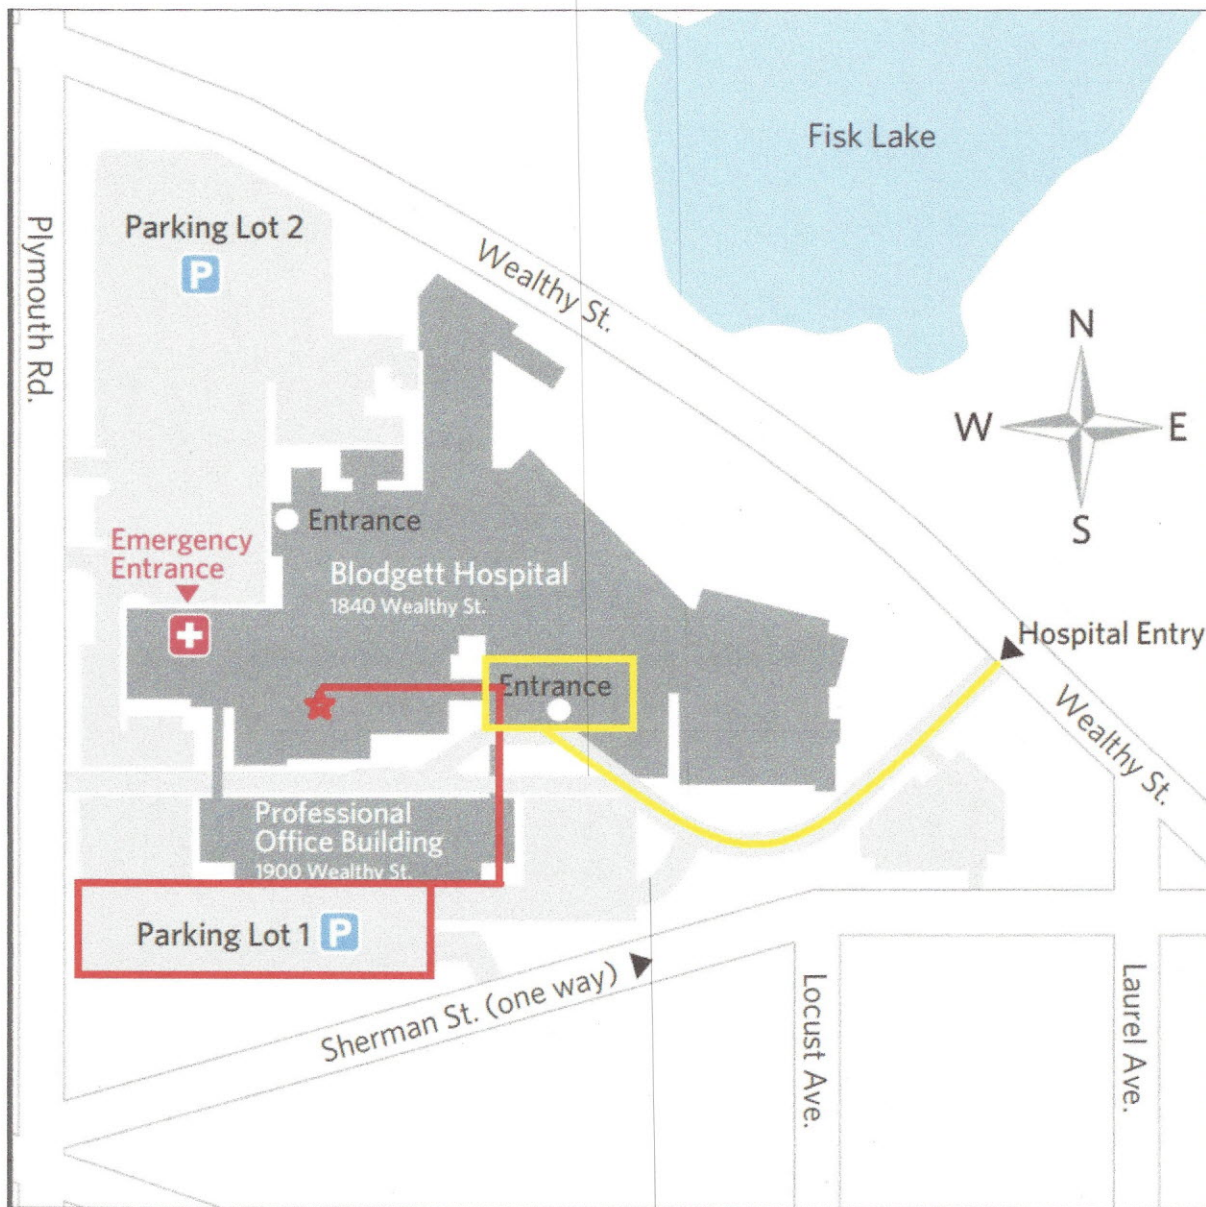 Fisk Lake
Parking Lot 2
P
Plymouth Rd.
Wealthy St.
N
W
E
S
Entrance
Emergency
Entrance
Blodgett Hospital
1840 Wealthy St.
Hospital Entry
Entrance
Wealthy St.
Professional
Office Building
1900 Wealthy St.
Parking Lot 1 P
Sherman St. (one way)
Locust Ave.
Laurel Ave.